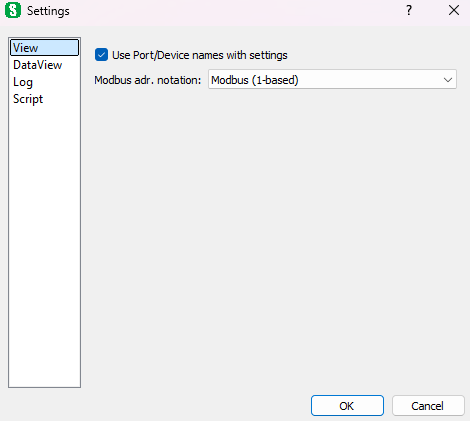 Settings
?
View
DataView
Log
Script
Use Port/Device names with settings
Modbus adr. notation: Modbus (1-based)
OK Cancel